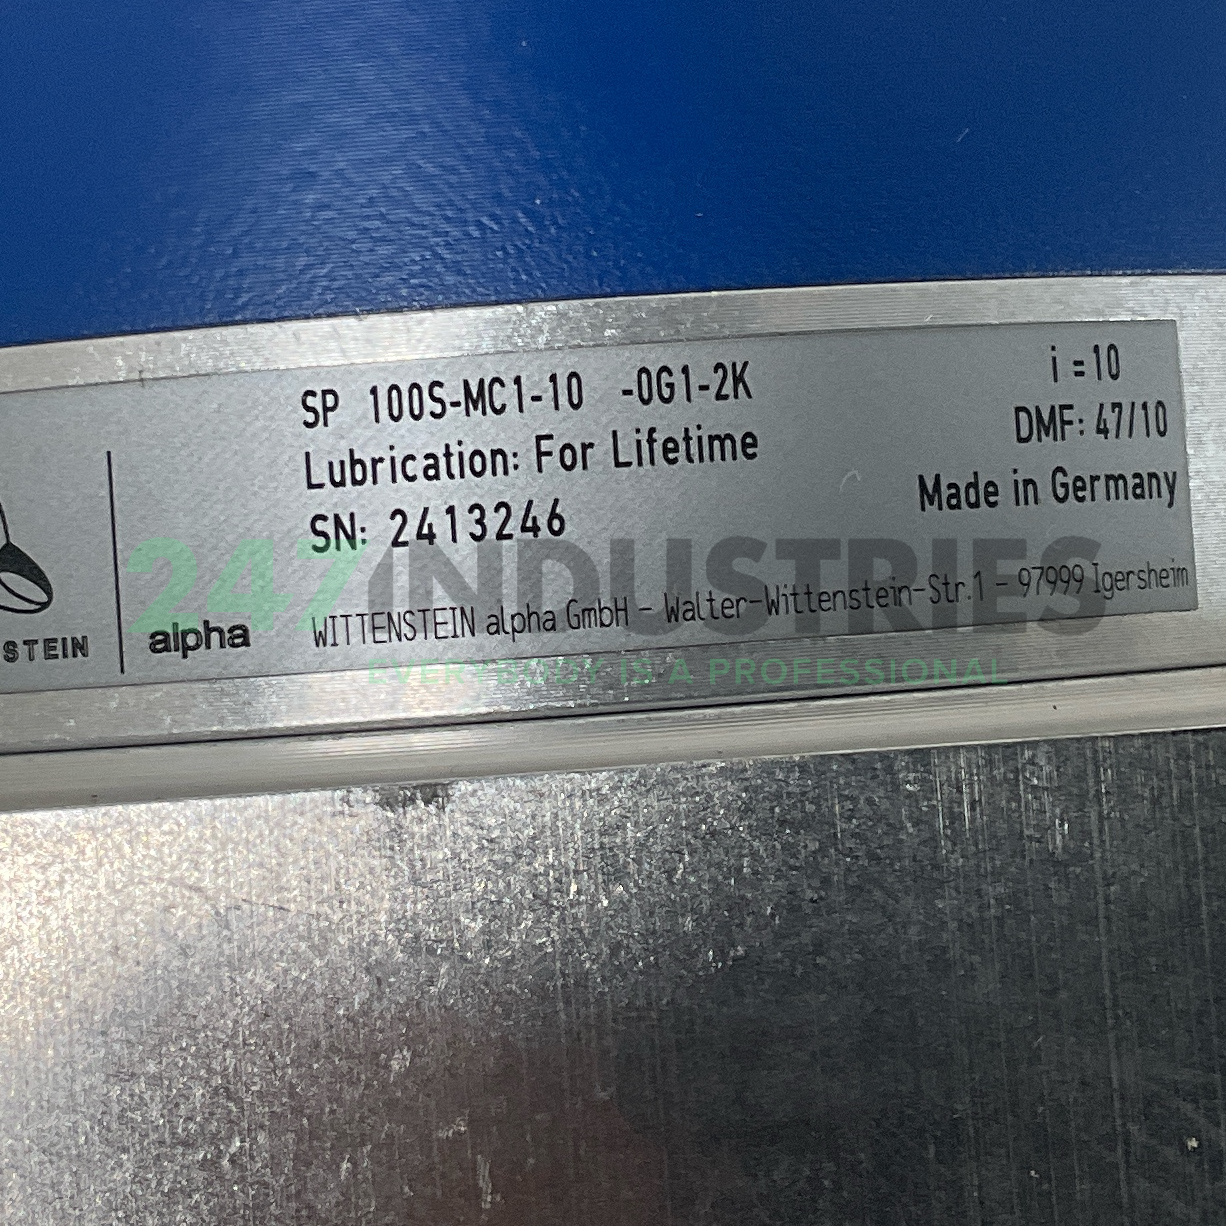 SP 100S-MC1-10 -0G1-2K
i =10
Lubrication: For Lifetime
DMF: 47/10
SN: 2413246
Made in Germany
STEIN
alpha
WITTENSTEIN alpha GmbH - Walter-Wittenstein-Str.1 - 97999 Igersheim
247INDUSTRIES
EVERYBODY IS A PROFESSIONAL